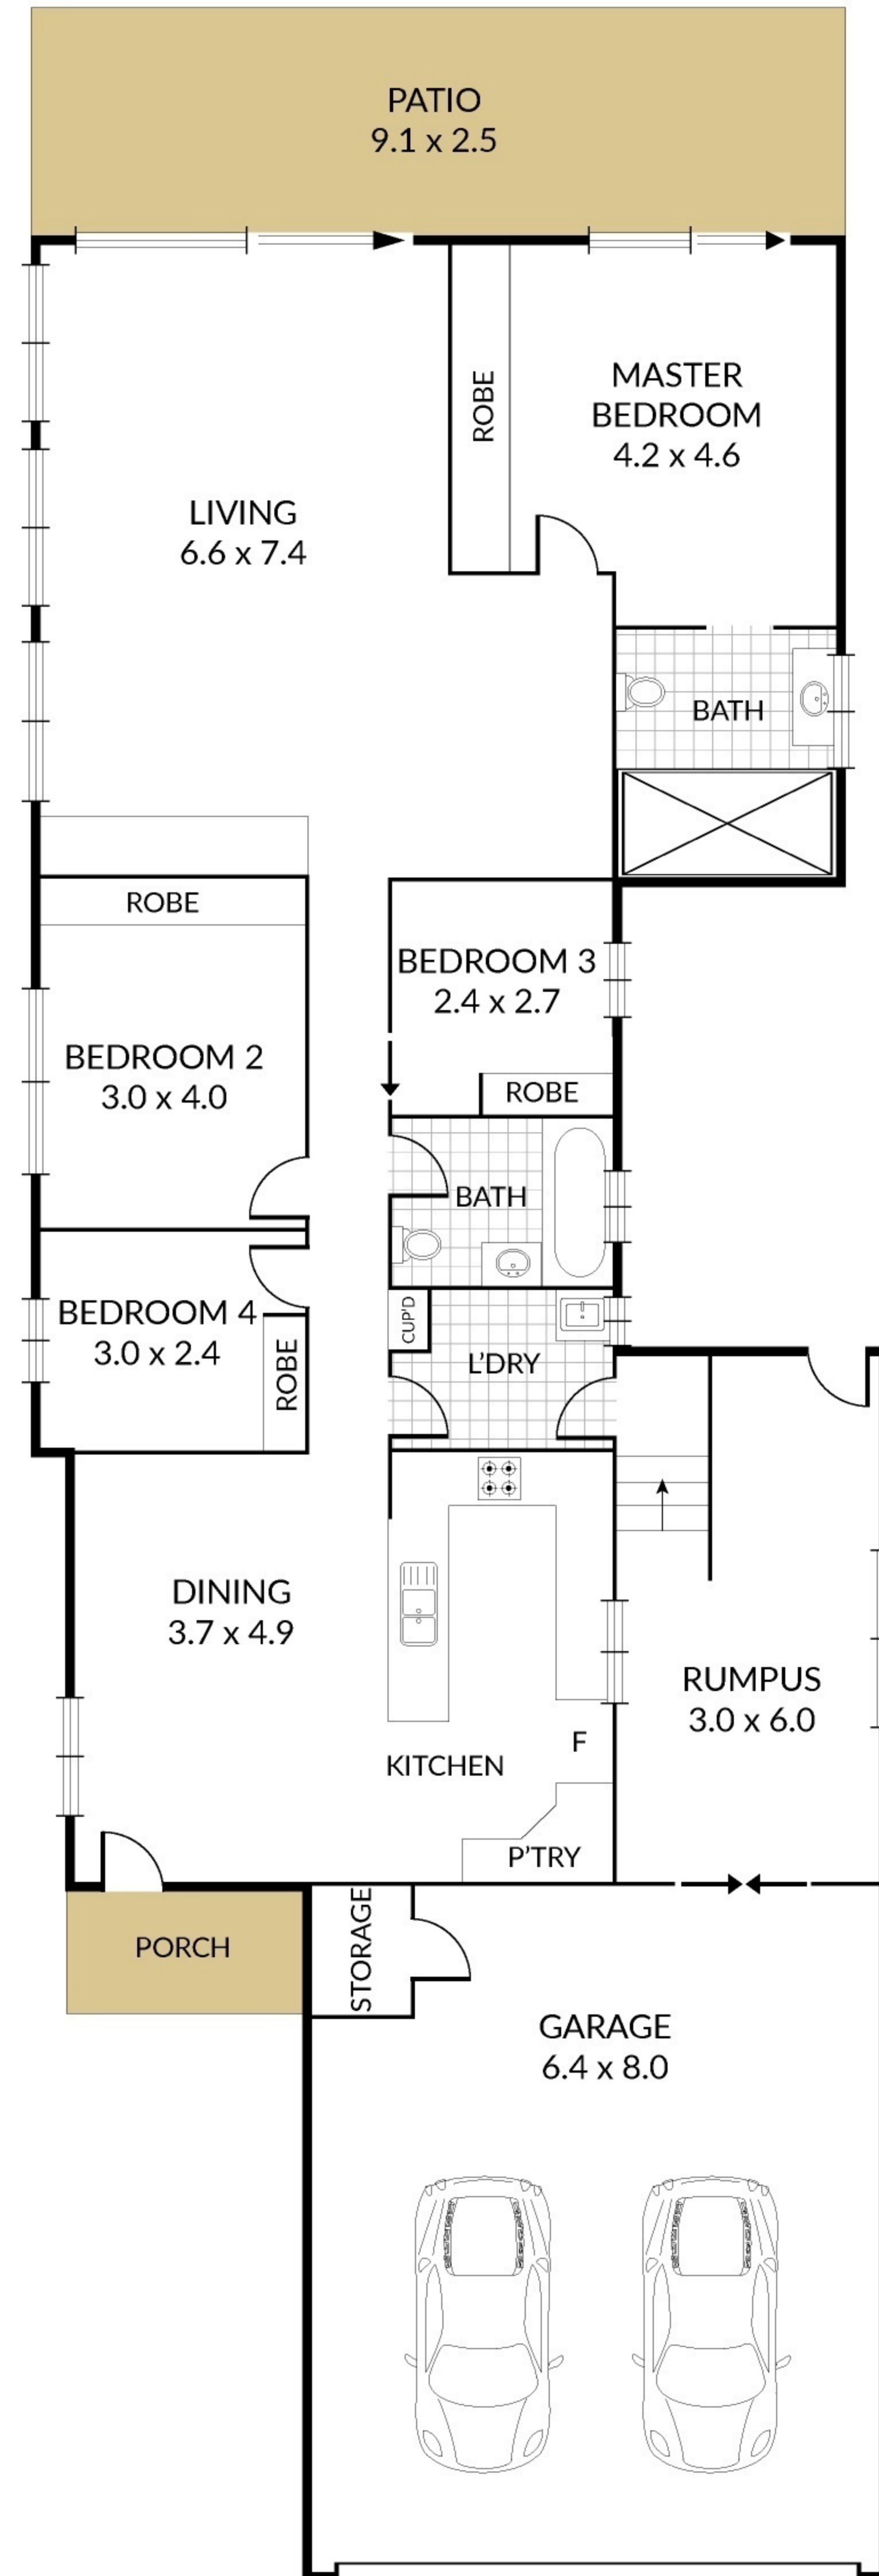 PATIO
9.1 x 2.5
ROBE
MASTER
BEDROOM
4.2 x 4.6
LIVING
6.6 x 7.4
BATH
ROBE
BEDROOM 3
2.4 x 2.7
BEDROOM 2
3.0 x 4.0
ROBE
BATH
BEDROOM 4
3.0 x 2.4
ROBE
CUP'D
L'DRY
DINING
3.7 x 4.9
RUMPUS
3.0 x 6.0
F
KITCHEN
P'TRY
PORCH
STORAGE
GARAGE
6.4 x 8.0